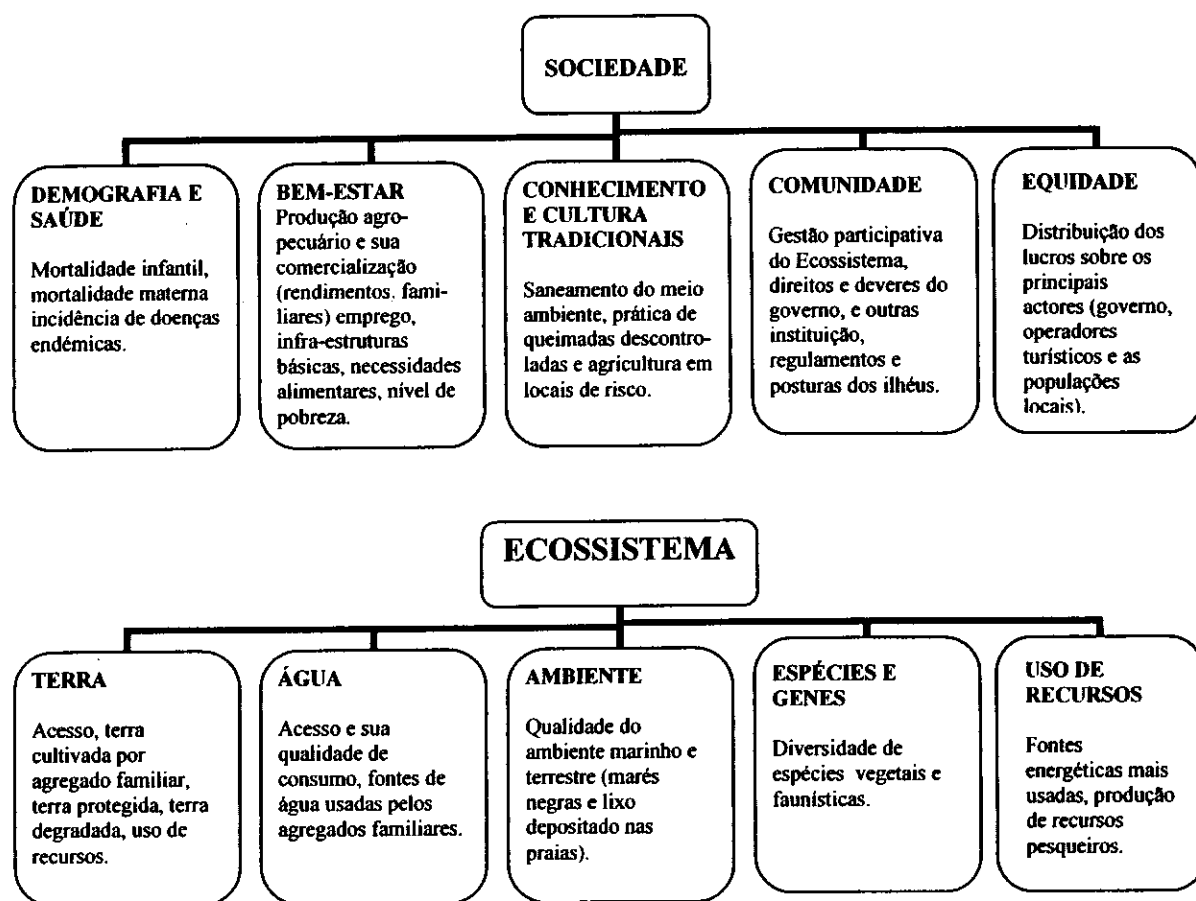 SOCIEDADE
DEMOGRAFIA E
SAÚDE
Mortalidade infantil,
mortalidade materna
incidência de doenças
endémicas.
BEM-ESTAR
Produção agro-
pecuário e sua
comercialização
(rendimentos. fami-
liares) emprego,
infra-estruturas
básicas, necessidades
alimentares, nível de
pobreza.
CONHECIMENTO
E CULTURA
TRADICIONAIS
Saneamento do meio
ambiente, prática de
queimadas descontro-
ladas e agricultura em
locais de risco.
COMUNIDADE
Gestão participativa
do Ecossistema,
direitos e deveres do
governo, e outras
instituição,
regulamentos e
posturas dos ilhéus.
EQUIDADE
Distribuição dos
lucros sobre os
principais
actores (governo,
operadores
turísticos e as
populações
locais).
ECOSSISTEMA
TERRA
Acesso, terra
cultivada por
agregado familiar,
terra protegida, terra
degradada, uso de
recursos.
ÁGUA
Acesso e sua
qualidade de
consumo, fontes de
água usadas pelos
agregados familiares.
AMBIENTE
Qualidade do
ambiente marinho e
terrestre (marés
negras e lixo
depositado nas
praias).
ESPÉCIES E
GENES
Diversidade de
espécies vegetais e
faunísticas.
USO DE
RECURSOS
Fontes
energéticas mais
usadas, produção
de recursos
pesqueiros.